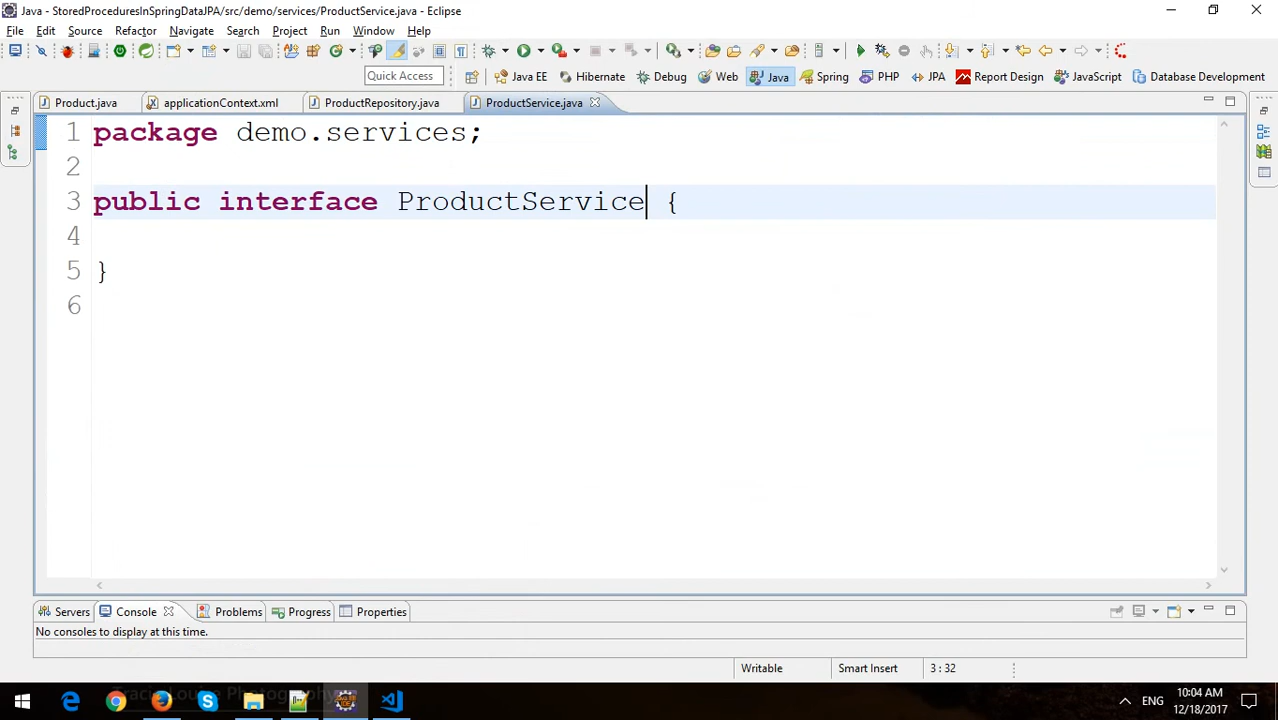 Java - StoredProceduresInSpringDataJPA/src/demo/services/ProductService.java - Eclipse
File Edit Source Refactor Navigate Search Project Run Window Help
Quick Access Java EE Hibernate Debug Web Java Spring PHP JPA Report Design JavaScript Database Development
Product.java applicationContext.xml ProductRepository.java ProductService.java
1 package demo.services;
2
3 public interface ProductService {
4
5 }
6
Servers Console Problems Progress Properties
No consoles to display at this time.
Writable Smart Insert 3 : 32
Tracie Louise Photography
ENG 10:04 AM
12/18/2017